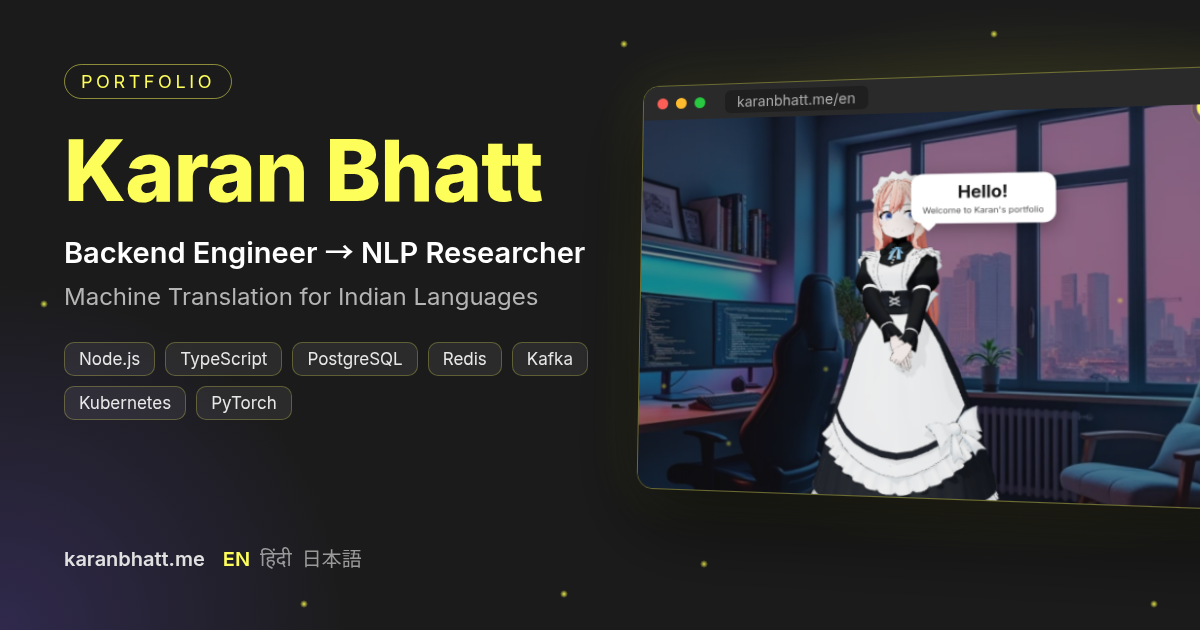 PORTFOLIO
Karan Bhatt
Backend Engineer → NLP Researcher
Machine Translation for Indian Languages
Node.js TypeScript PostgreSQL Redis Kafka
Kubernetes PyTorch
karanbhatt.me EN हिंदी 日本語
karanbhatt.me/en
Hello!
Welcome to Karan's portfolio